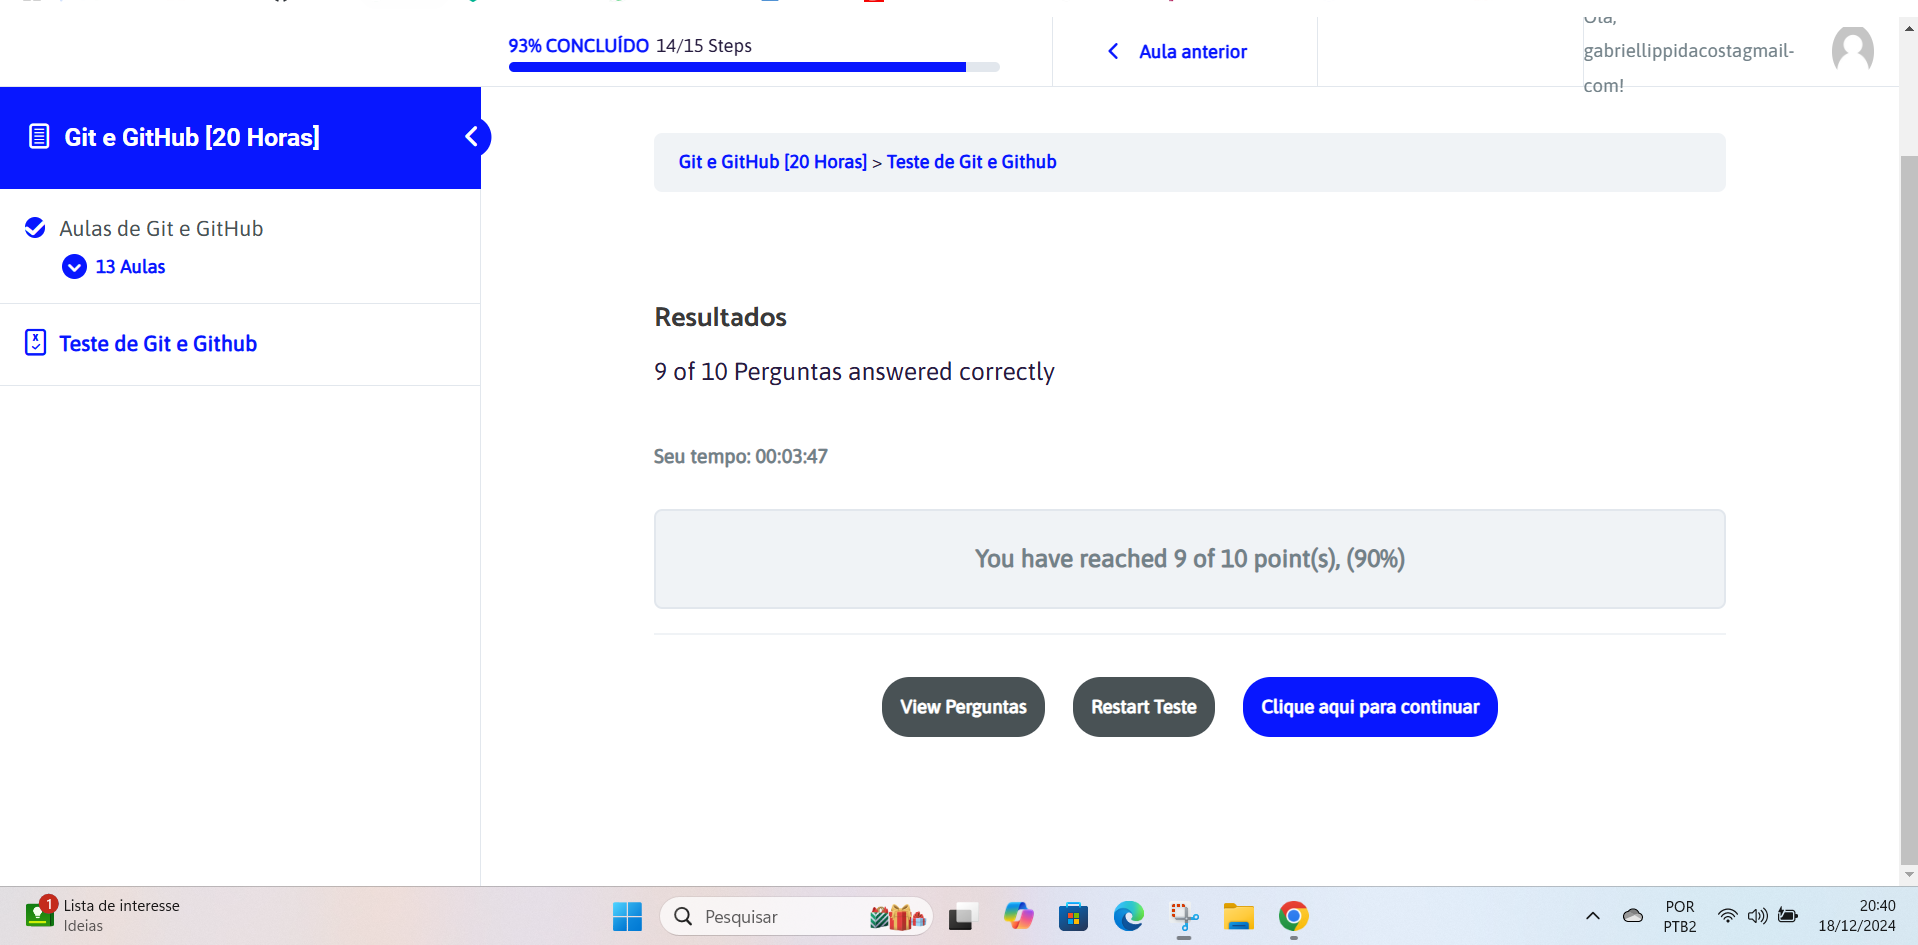 Olá,
93% CONCLUÍDO 14/15 Steps
Aula anterior
gabriellippidacostagmail-
com!
Git e GitHub [20 Horas]
Git e GitHub [20 Horas] > Teste de Git e Github
Aulas de Git e GitHub
13 Aulas
Teste de Git e Github
Resultados
9 of 10 Perguntas answered correctly
Seu tempo: 00:03:47
You have reached 9 of 10 point(s), (90%)
View Perguntas
Restart Teste
Clique aqui para continuar
1
Lista de interesse
Ideias
Pesquisar
POR
PTB2
20:40
18/12/2024